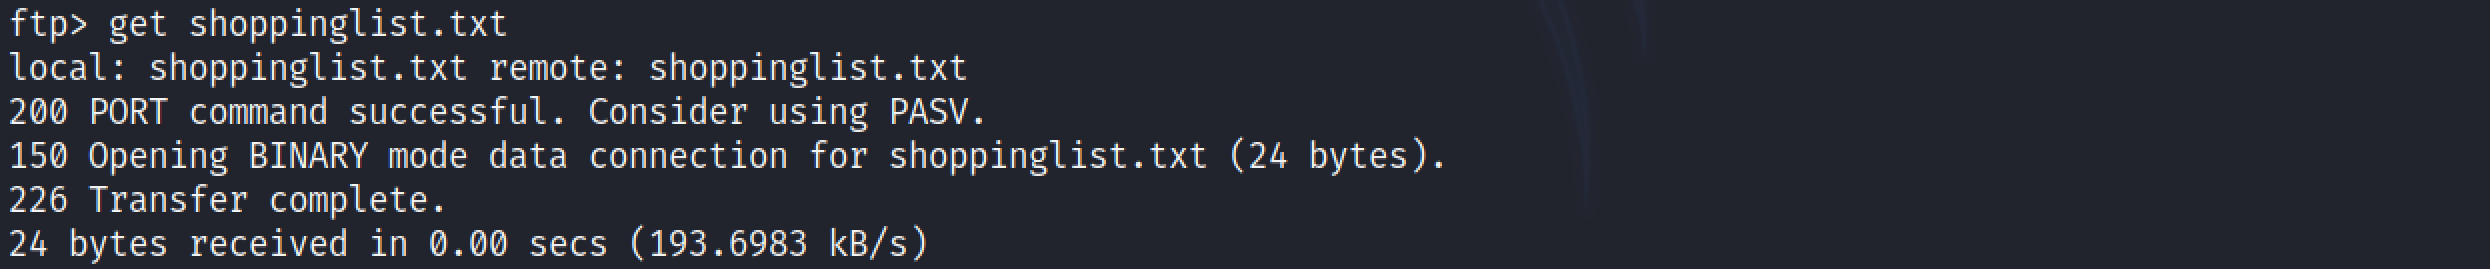 ftp> get shoppinglist.txt
local: shoppinglist.txt remote: shoppinglist.txt
200 PORT command successful. Consider using PASV.
150 Opening BINARY mode data connection for shoppinglist.txt (24 bytes).
226 Transfer complete.
24 bytes received in 0.00 secs (193.6983 kB/s)